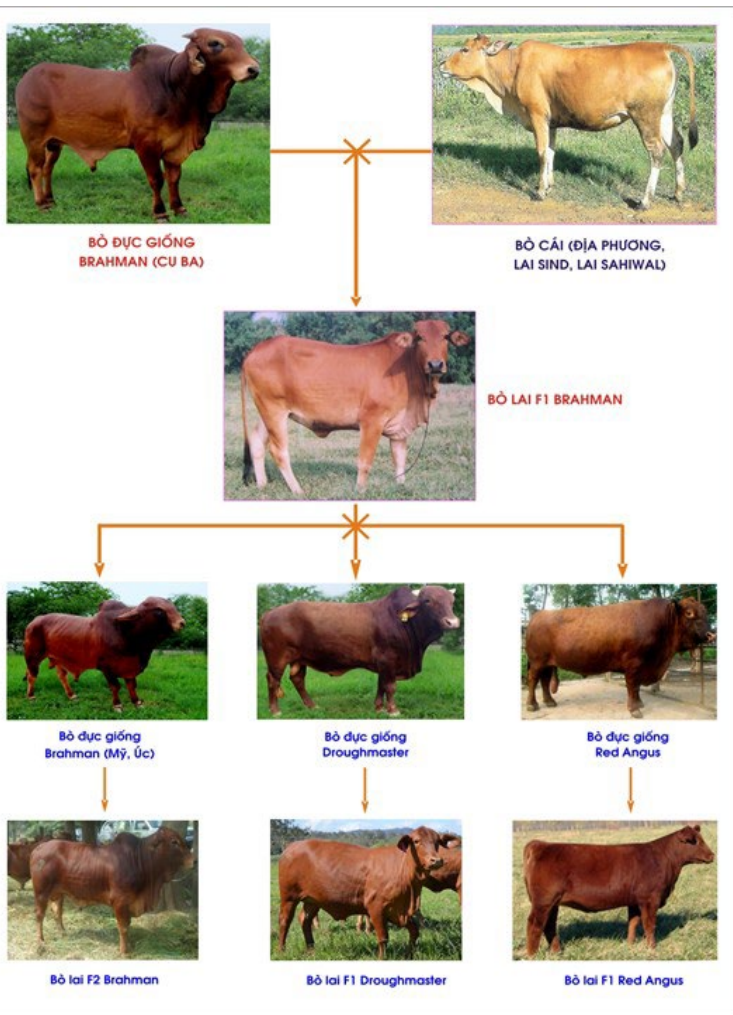 BÒ ĐỰC GIỐNG
BRAHMAN (CU BA)
BÒ CÁI (ĐỊA PHƯƠNG,
LAI SIND, LAI SAHIWAL)
BÒ LAI F1 BRAHMAN
Bò đực giống
Brahman (Mỹ, Úc)
Bò đực giống
Droughmaster
Bò đực giống
Red Angus
Bò lai F2 Brahman
Bò lai F1 Droughmaster
Bò lai F1 Red Angus